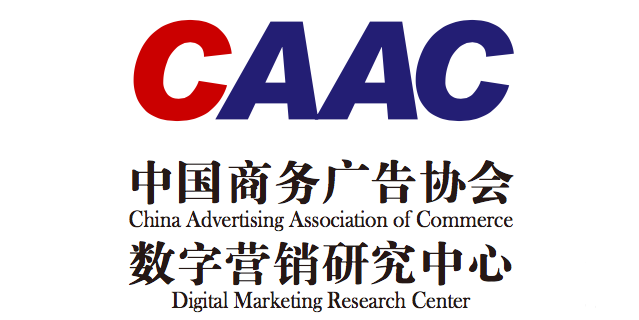 CAAC
中国商务广告协会
China Advertising Association of Commerce
数字营销研究中心
Digital Marketing Research Center